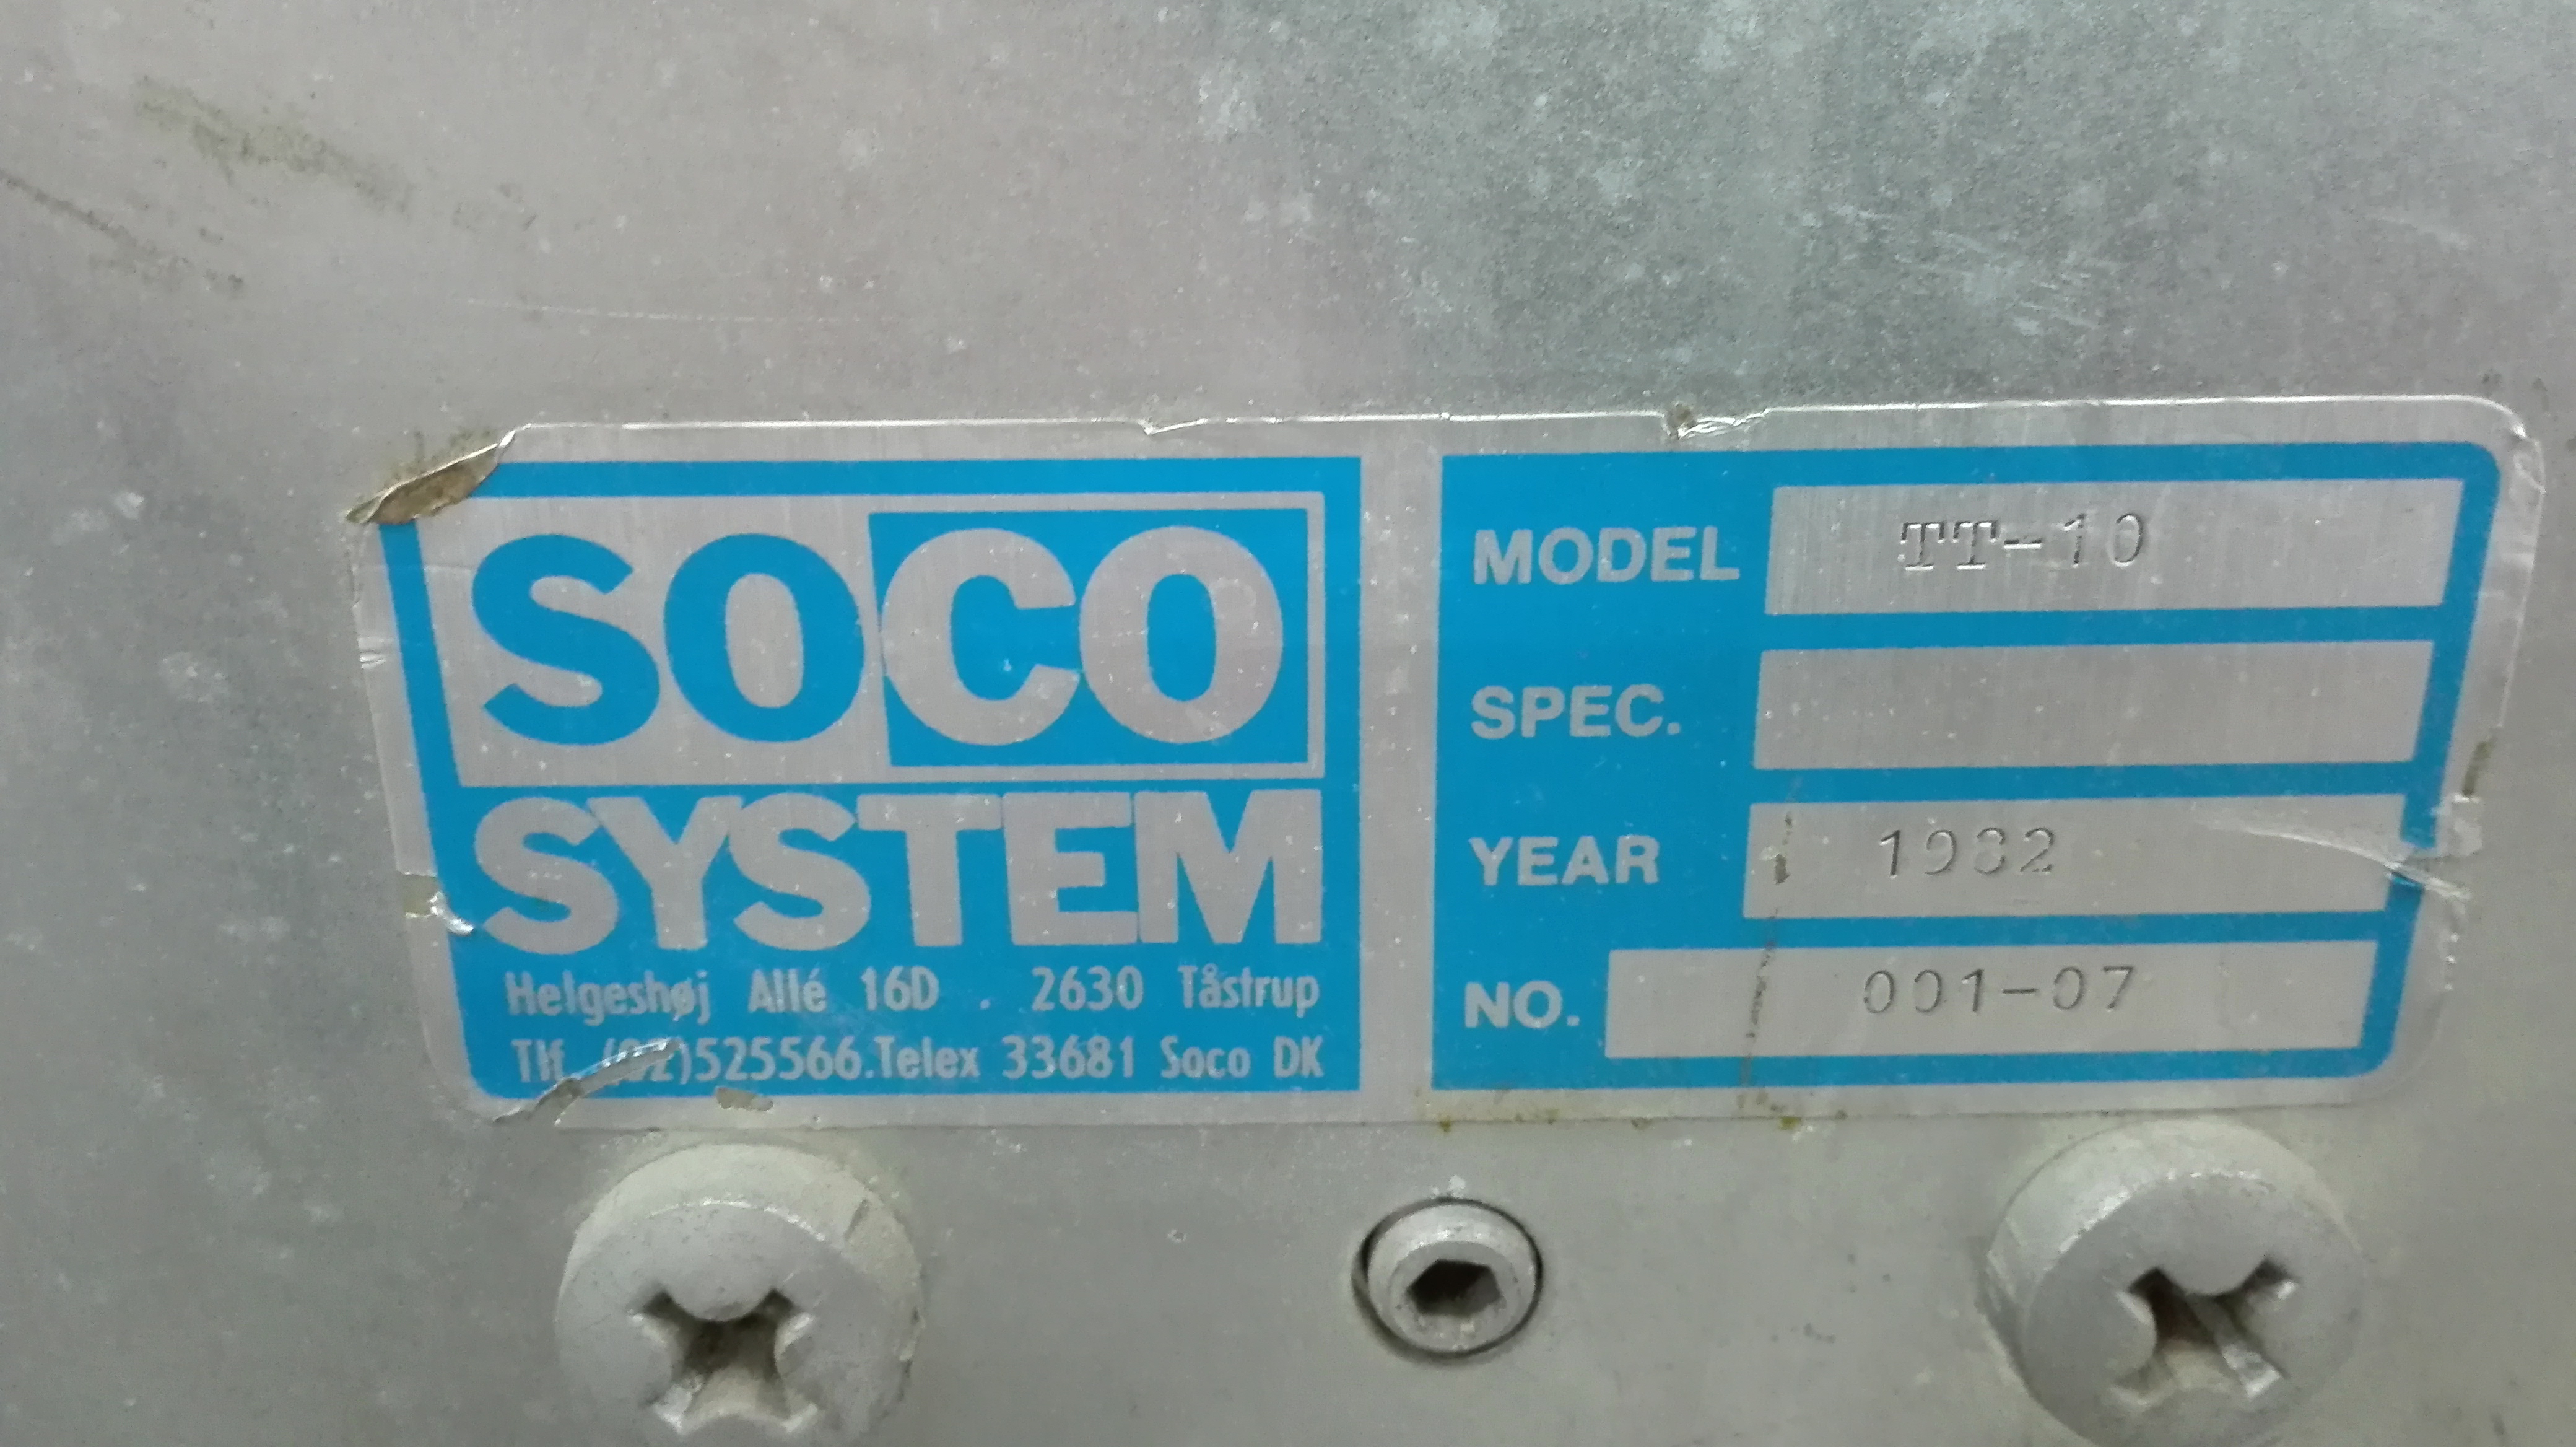 SOCO
SYSTEM
Helgeshøj Allé 16D . 2630 Tåstrup
Tlf. (02)525566.Telex 33681 Soco DK
MODEL TT-10
SPEC.
YEAR 1982
NO. 001-07